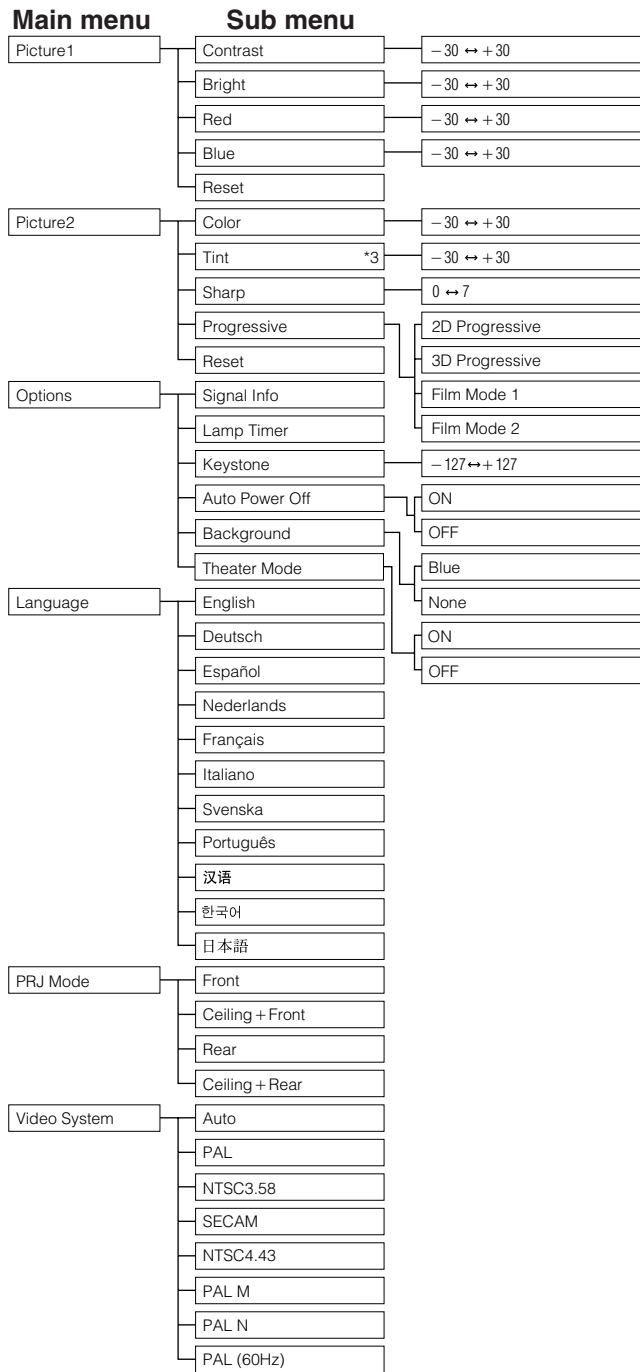 Main menu Sub menu
Picture1 Contrast −30 ↔ +30
Bright −30 ↔ +30
Red −30 ↔ +30
Blue −30 ↔ +30
Reset
Picture2 Color −30 ↔ +30
Tint *3 −30 ↔ +30
Sharp 0 ↔ 7
Progressive 2D Progressive
3D Progressive
Reset
Film Mode 1
Options Signal Info
Film Mode 2
Lamp Timer
Keystone −127↔+127
Auto Power Off ON
OFF
Background
Blue
Theater Mode
None
Language English
ON
Deutsch
OFF
Español
Nederlands
Français
Italiano
Svenska
Português
汉语
한국어
日本語
PRJ Mode Front
Ceiling+Front
Rear
Ceiling+Rear
Video System Auto
PAL
NTSC3.58
SECAM
NTSC4.43
PAL M
PAL N
PAL (60Hz)